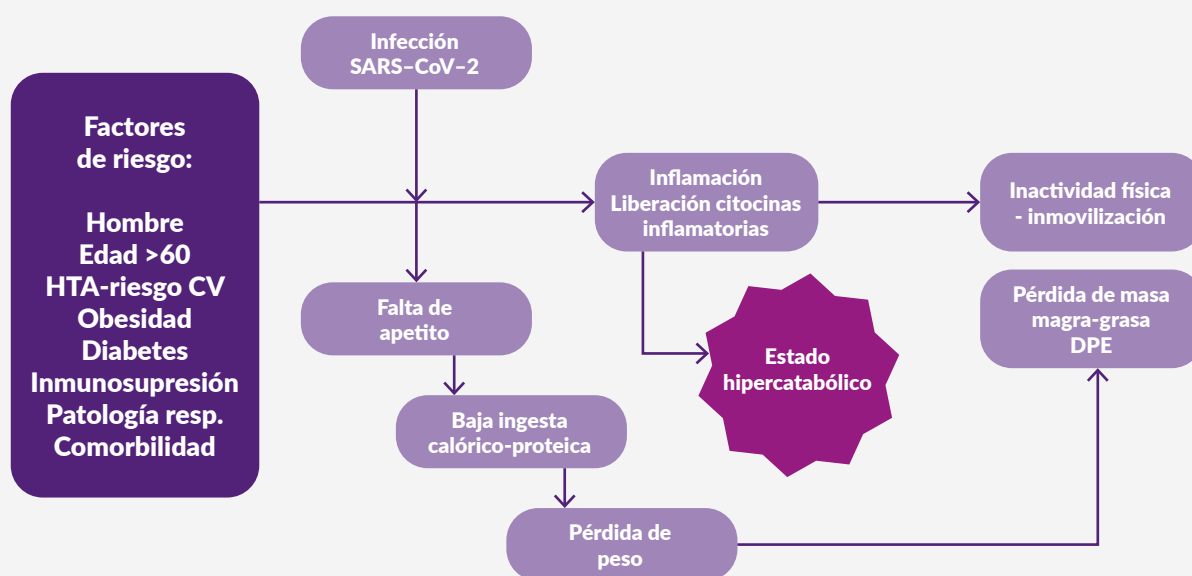 Infección
SARS–CoV–2
Factores
de riesgo:
Hombre
Edad >60
HTA-riesgo CV
Obesidad
Diabetes
Inmunosupresión
Patología resp.
Comorbilidad
Inflamación
Liberación citocinas
inflamatorias
Inactividad física
- inmovilización
Falta de
apetito
Pérdida de masa
magra-grasa
DPE
Estado
hipercatabólico
Baja ingesta
calórico-proteica
Pérdida de
peso